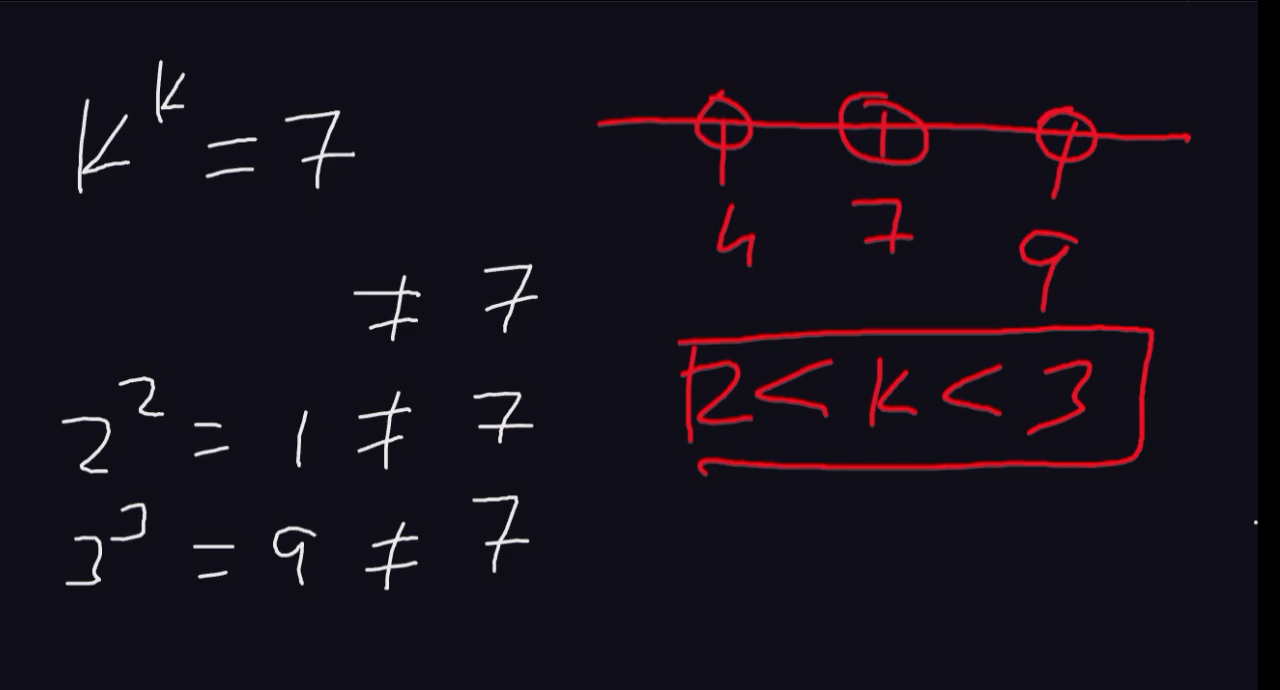 K^K = 7
≠ 7
2^2 = 1 ≠ 7
3^3 = 9 ≠ 7
4 7 9
2 < K < 3